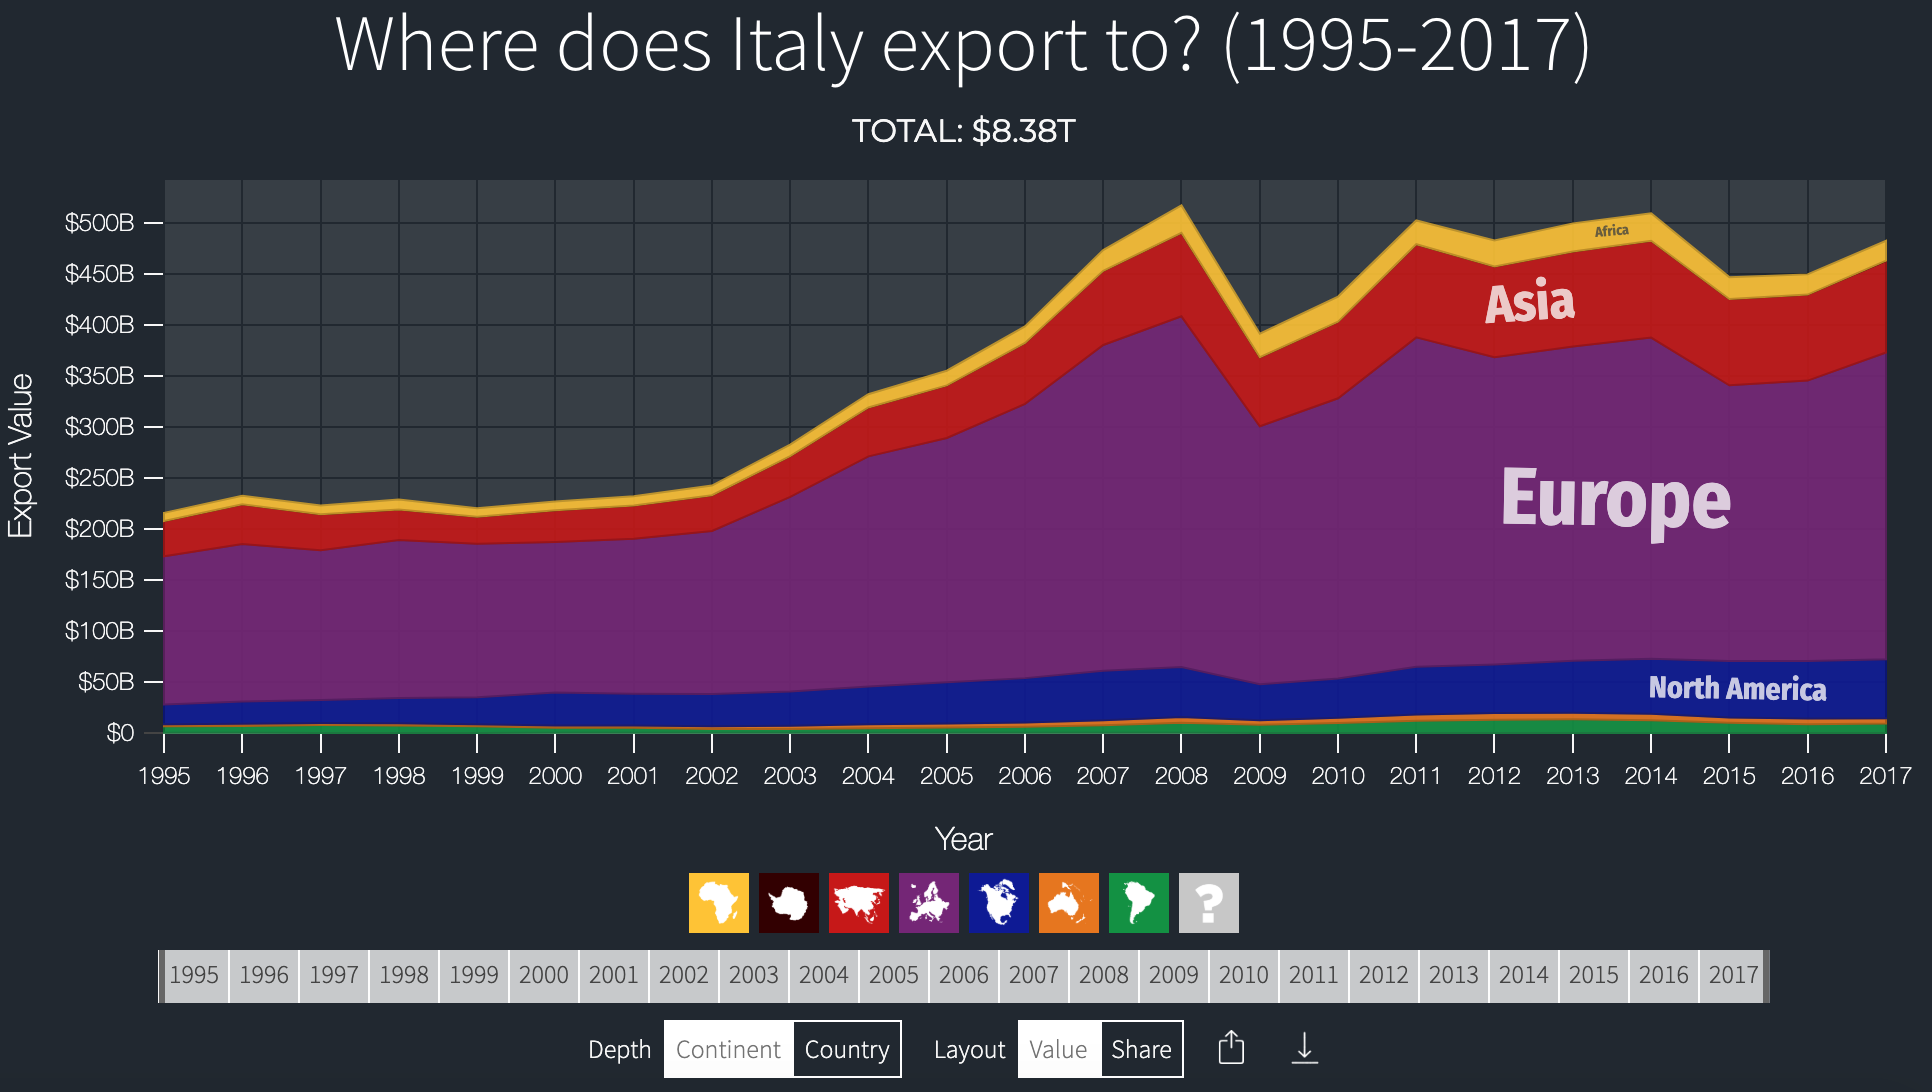 Where does Italy export to? (1995-2017)
TOTAL: $8.38T
Export Value
$500B
$450B
$400B
$350B
$300B
$250B
$200B
$150B
$100B
$50B
$0
Africa
Asia
Europe
North America
1995 1996 1997 1998 1999 2000 2001 2002 2003 2004 2005 2006 2007 2008 2009 2010 2011 2012 2013 2014 2015 2016 2017
Year
?
1995 1996 1997 1998 1999 2000 2001 2002 2003 2004 2005 2006 2007 2008 2009 2010 2011 2012 2013 2014 2015 2016 2017
Depth Continent Country Layout Value Share